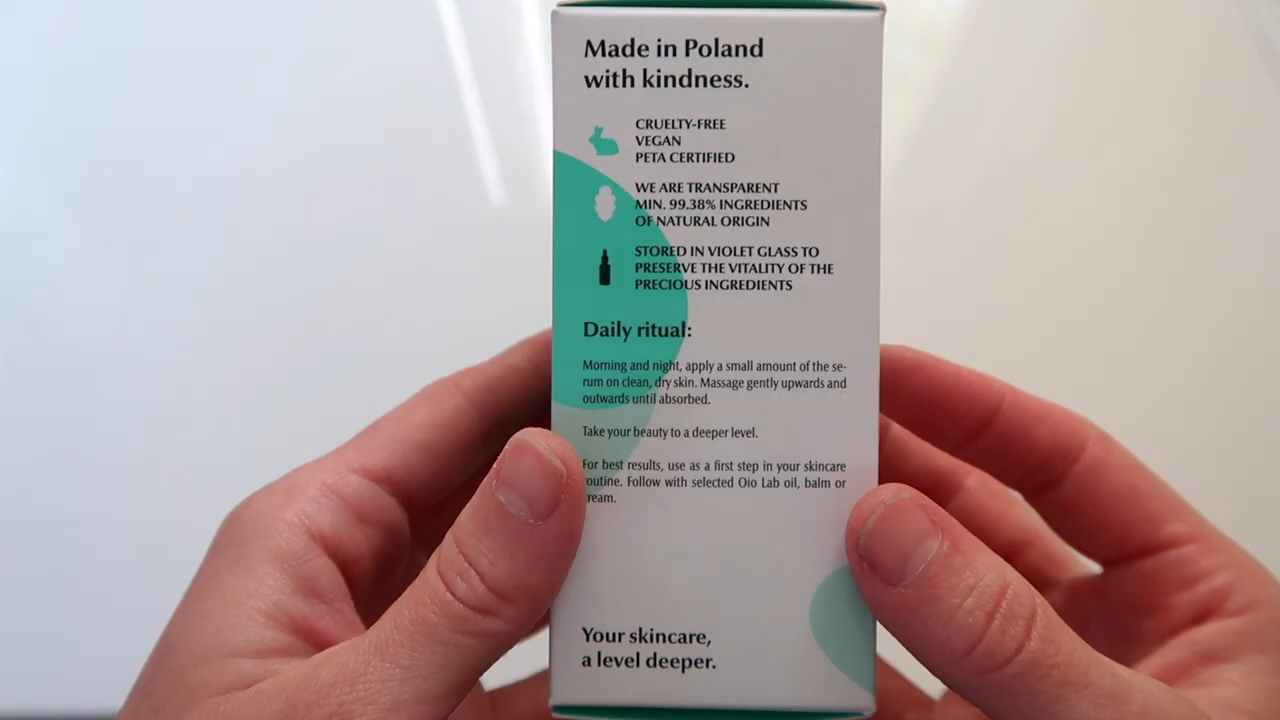 Made in Poland
with kindness.
CRUELTY-FREE
VEGAN
PETA CERTIFIED
WE ARE TRANSPARENT
MIN. 99.38% INGREDIENTS
OF NATURAL ORIGIN
STORED IN VIOLET GLASS TO
PRESERVE THE VITALITY OF THE
PRECIOUS INGREDIENTS
Daily ritual:
Morning and night, apply a small amount of the se-
rum on clean, dry skin. Massage gently upwards and
outwards until absorbed.
Take your beauty to a deeper level.
For best results, use as a first step in your skincare
routine. Follow with selected Oio Lab oil, balm or
cream.
Your skincare,
a level deeper.